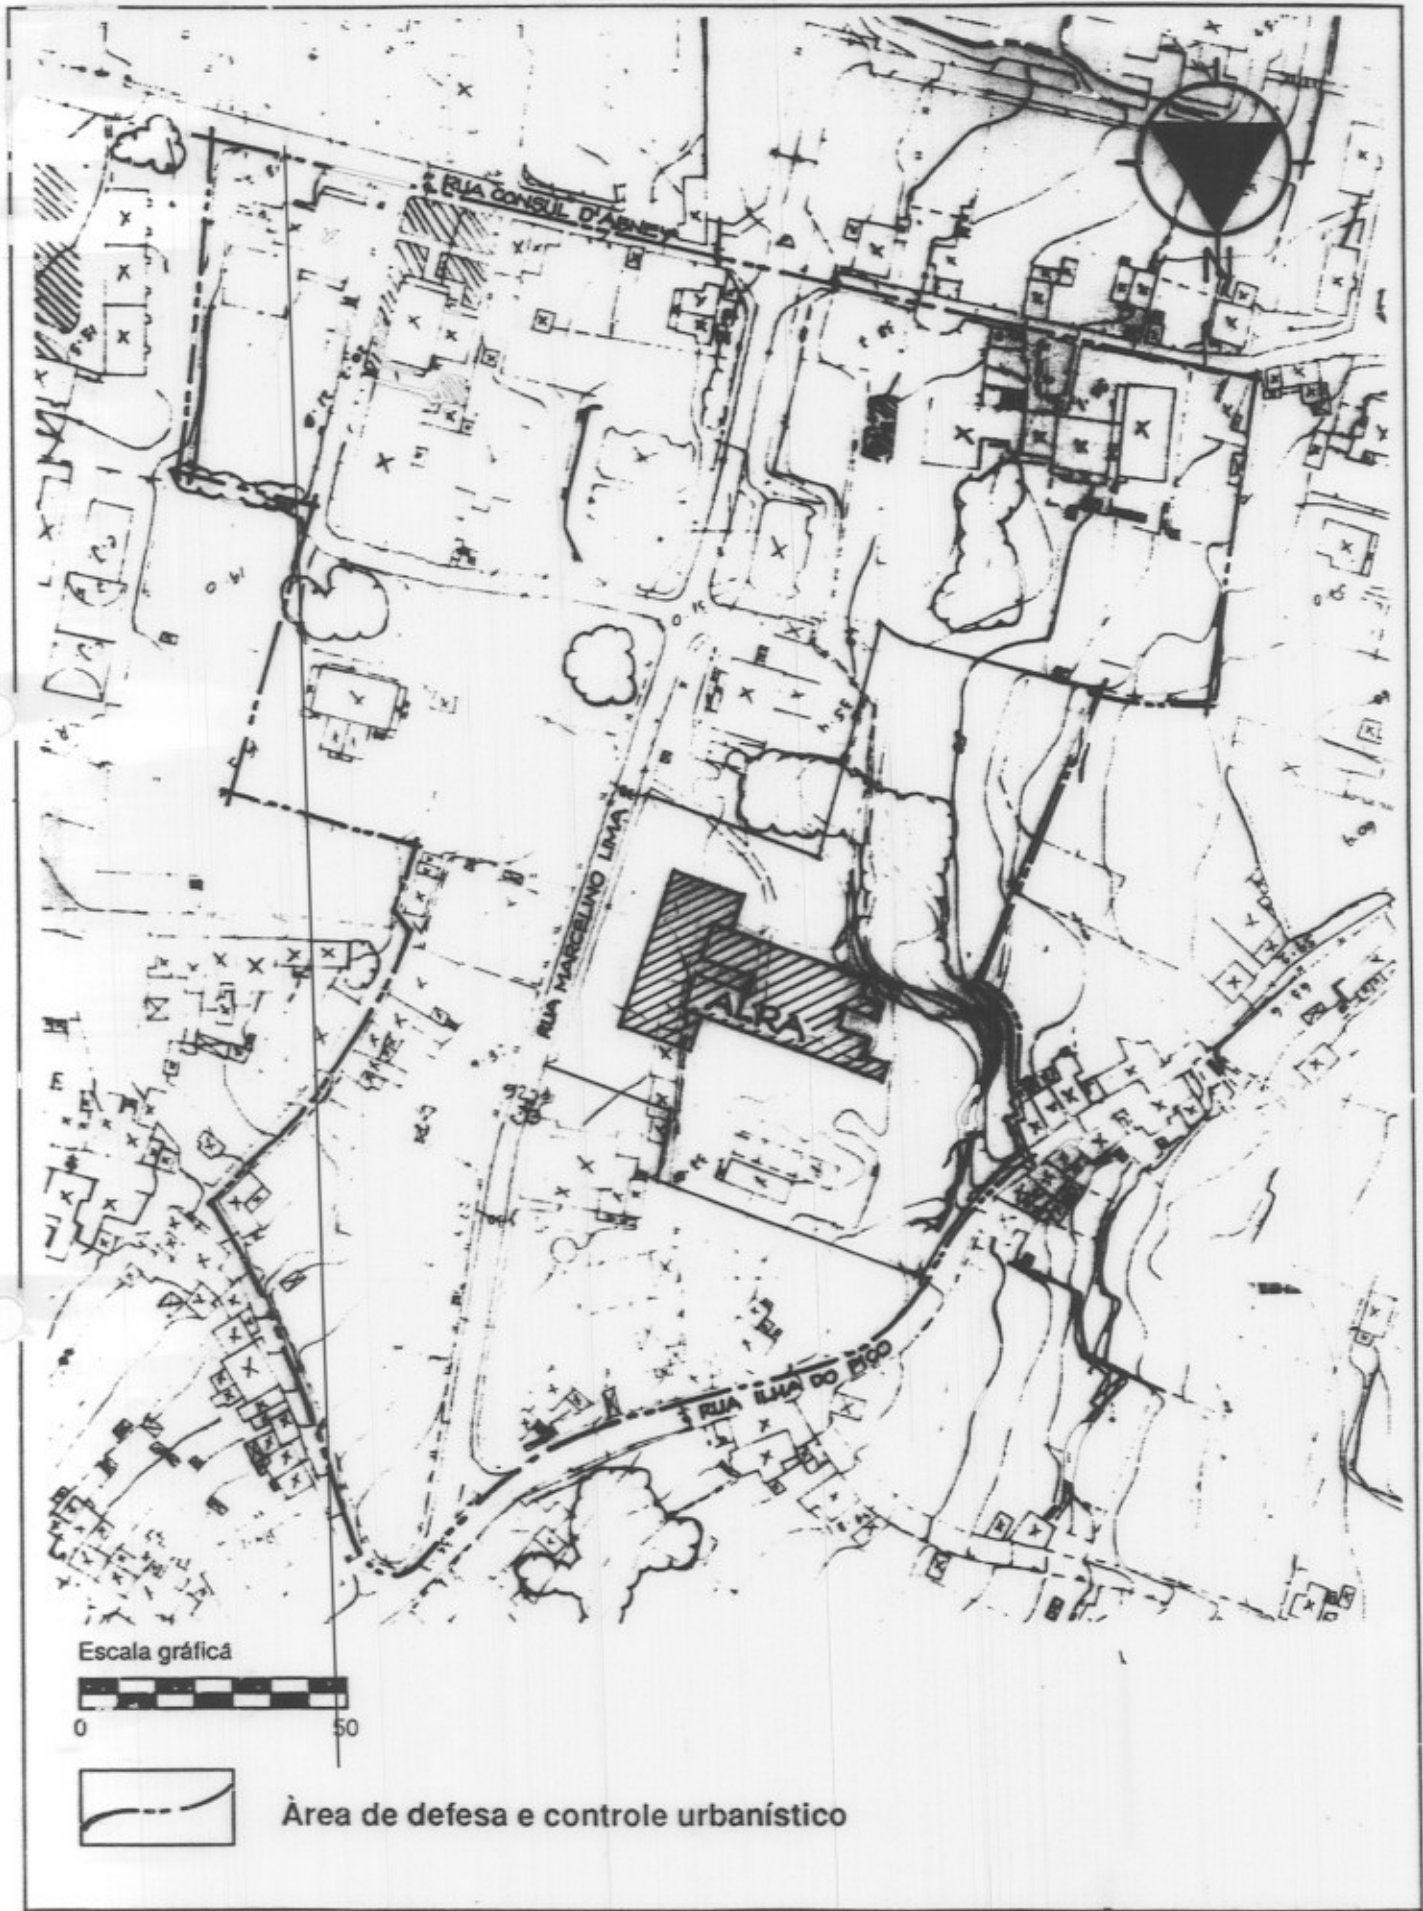 RUA CONSUL D'ABNEY
N
RUA MARCELINO LIMA
ALRA
RUA ILHA DO PICO
Escala gráfica
0 50
Àrea de defesa e controle urbanístico